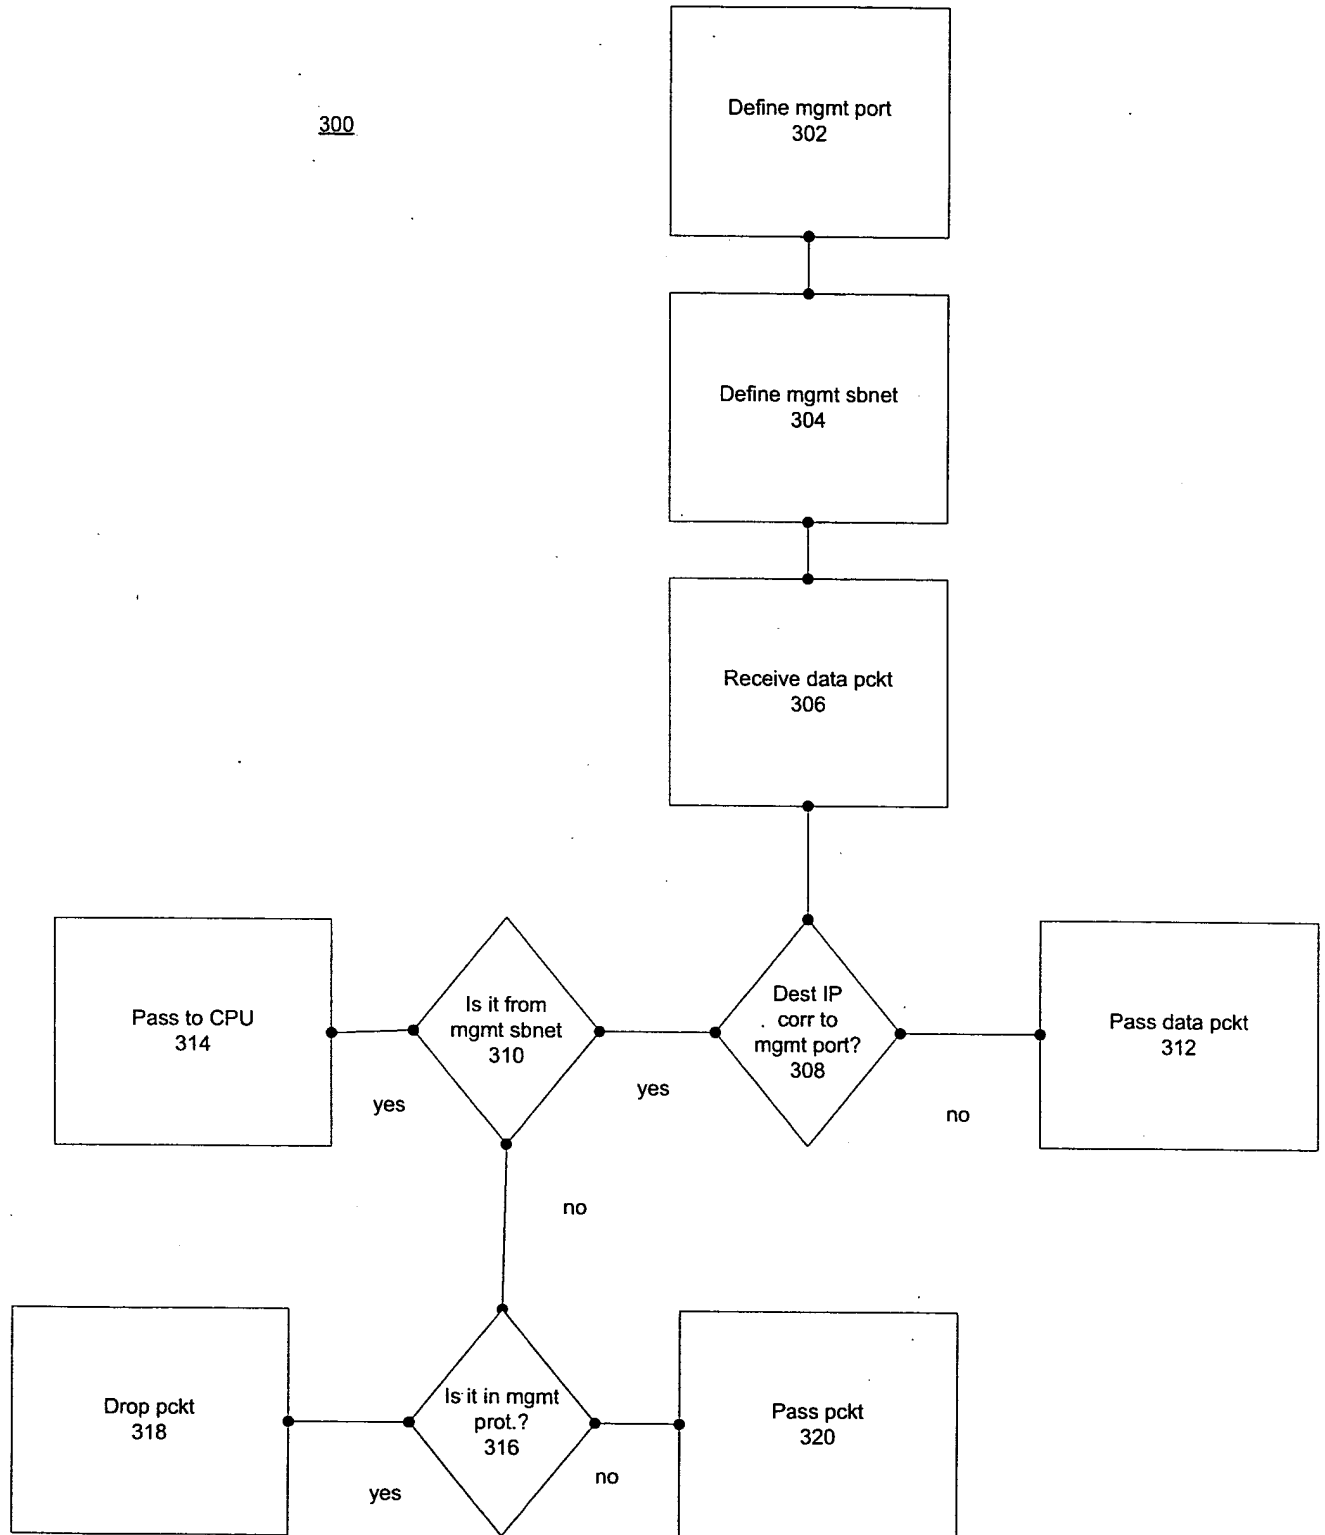 300
Define mgmt port
302
Define mgmt sbnet
304
Receive data pckt
306
Dest IP
corr to
mgmt port?
308
Is it from
mgmt sbnet
310
Pass to CPU
314
Pass data pckt
312
yes
yes
no
no
Drop pckt
318
Is it in mgmt
prot.?
316
Pass pckt
320
yes
no